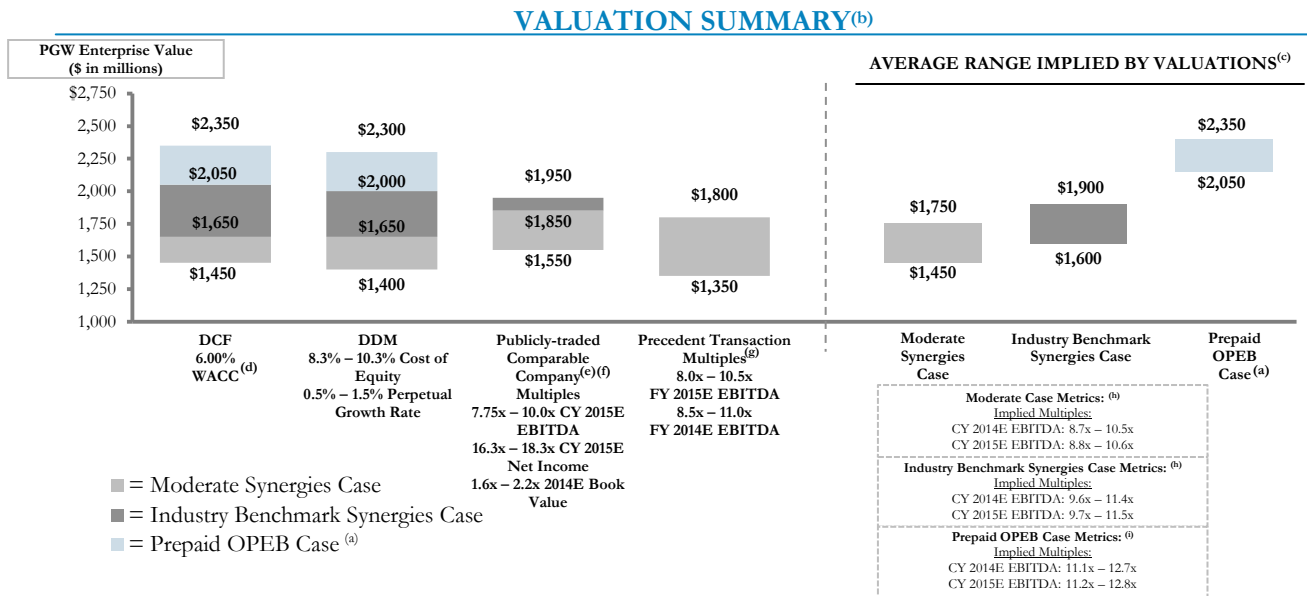 VALUATION SUMMARY(b)
PGW Enterprise Value
($ in millions)
AVERAGE RANGE IMPLIED BY VALUATIONS(c)
$2,750
2,500
2,250
2,000
1,750
1,500
1,250
1,000
$2,350
$2,050
$1,650
$1,450
$2,300
$2,000
$1,650
$1,400
$1,950
$1,850
$1,550
$1,800
$1,350
$1,750
$1,450
$1,900
$1,600
$2,350
$2,050
DCF
6.00%
WACC(d)
DDM
8.3% – 10.3% Cost of
Equity
0.5% – 1.5% Perpetual
Growth Rate
Publicly-traded
Comparable
Company(e)(f)
Multiples
7.75x – 10.0x CY 2015E
EBITDA
16.3x – 18.3x CY 2015E
Net Income
1.6x – 2.2x 2014E Book
Value
Precedent Transaction
Multiples(g)
8.0x – 10.5x
FY 2015E EBITDA
8.5x – 11.0x
FY 2014E EBITDA
Moderate
Synergies
Case
Industry Benchmark
Synergies Case
Prepaid
OPEB
Case(a)
= Moderate Synergies Case
= Industry Benchmark Synergies Case
= Prepaid OPEB Case (a)
Moderate Case Metrics: (h)
Implied Multiples:
CY 2014E EBITDA: 8.7x – 10.5x
CY 2015E EBITDA: 8.8x – 10.6x
Industry Benchmark Synergies Case Metrics: (h)
Implied Multiples:
CY 2014E EBITDA: 9.6x – 11.4x
CY 2015E EBITDA: 9.7x – 11.5x
Prepaid OPEB Case Metrics: (i)
Implied Multiples:
CY 2014E EBITDA: 11.1x – 12.7x
CY 2015E EBITDA: 11.2x – 12.8x